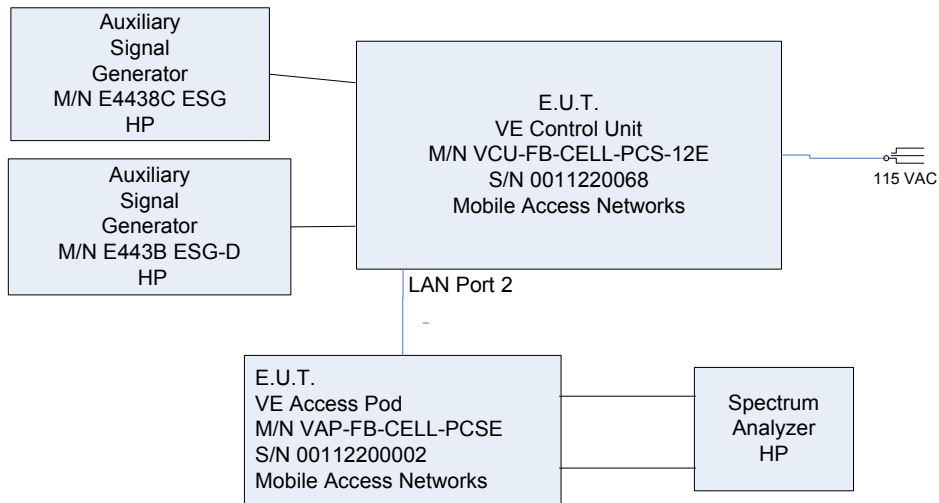 Auxiliary
Signal
Generator
M/N E4438C ESG
HP
E.U.T.
VE Control Unit
M/N VCU-FB-CELL-PCS-12E
S/N 0011220068
Mobile Access Networks
115 VAC
Auxiliary
Signal
Generator
M/N E443B ESG-D
HP
LAN Port 2
E.U.T.
VE Access Pod
M/N VAP-FB-CELL-PCSE
S/N 00112200002
Mobile Access Networks
Spectrum
Analyzer
HP